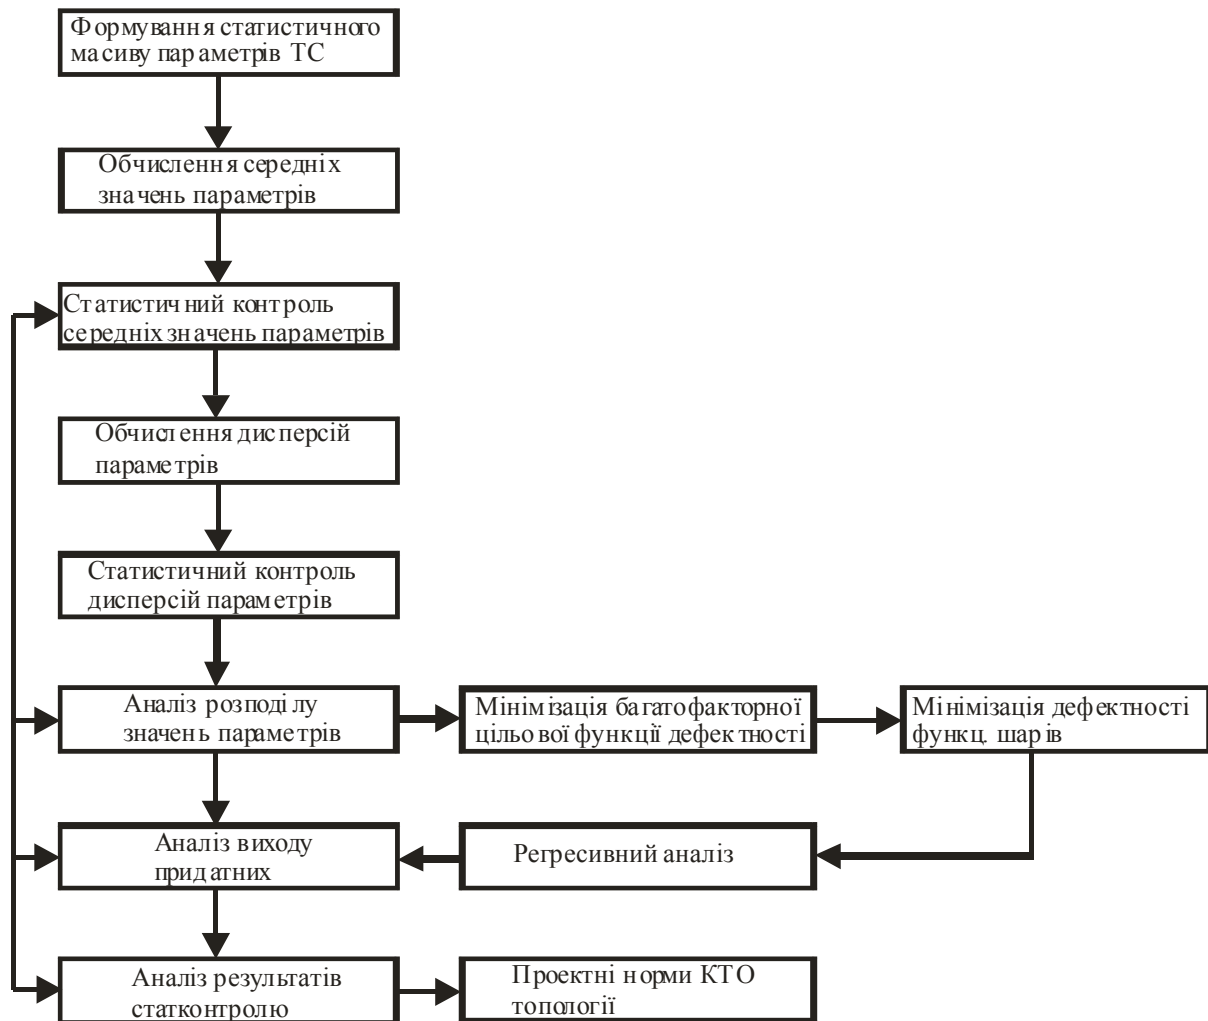 Формування статистичного
масиву параметрів ТС
Обчислення середніх
значень параметрів
Статистичний контроль
середніх значень параметрів
Обчислення дисперсій
параметрів
Статистичний контроль
дисперсій параметрів
Аналіз розподілу
значень параметрів
Мінімізація багатофакторної
цільової функції дефектності
Мінімізація дефектності
функц. шарів
Аналіз виходу
придатних
Регресивний аналіз
Аналіз результатів
статконтролю
Проектні норми КТО
топології